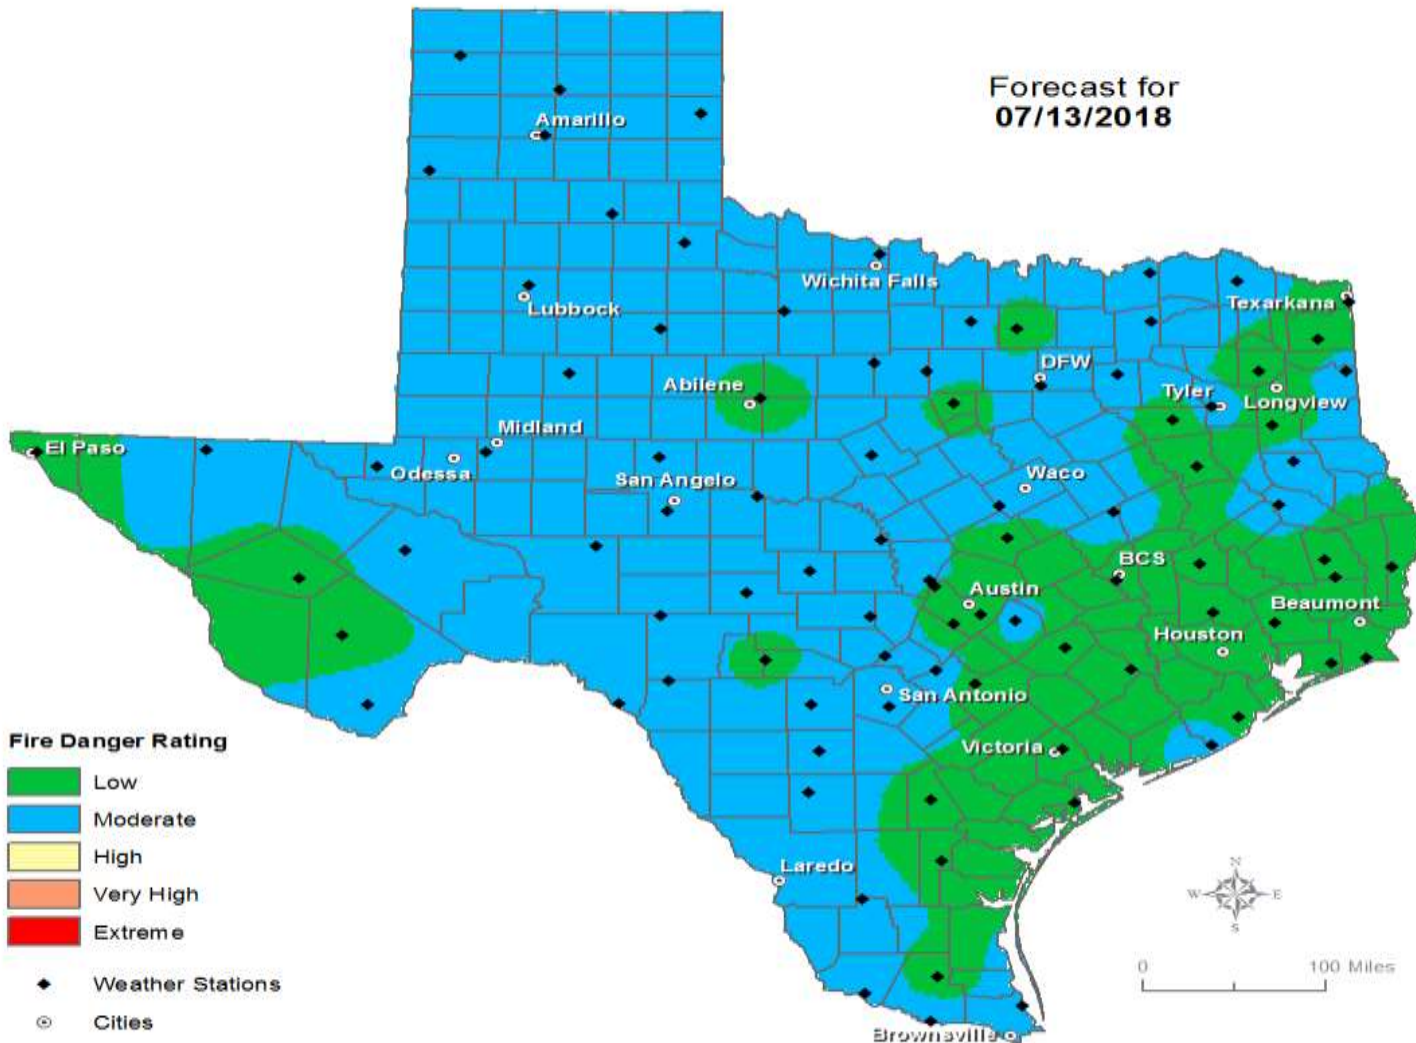 Forecast for
07/13/2018
Amarillo
Wichita Falls
Lubbock
Texarkana
DFW
Abilene
Tyler
Longview
Midland
El Paso
Odessa
San Angelo
Waco
BCS
Austin
Beaumont
Houston
San Antonio
Victoria
Laredo
Brownsville
Fire Danger Rating
Low
Moderate
High
Very High
Extreme
Weather Stations
Cities
N
W E
S
0 100 Miles